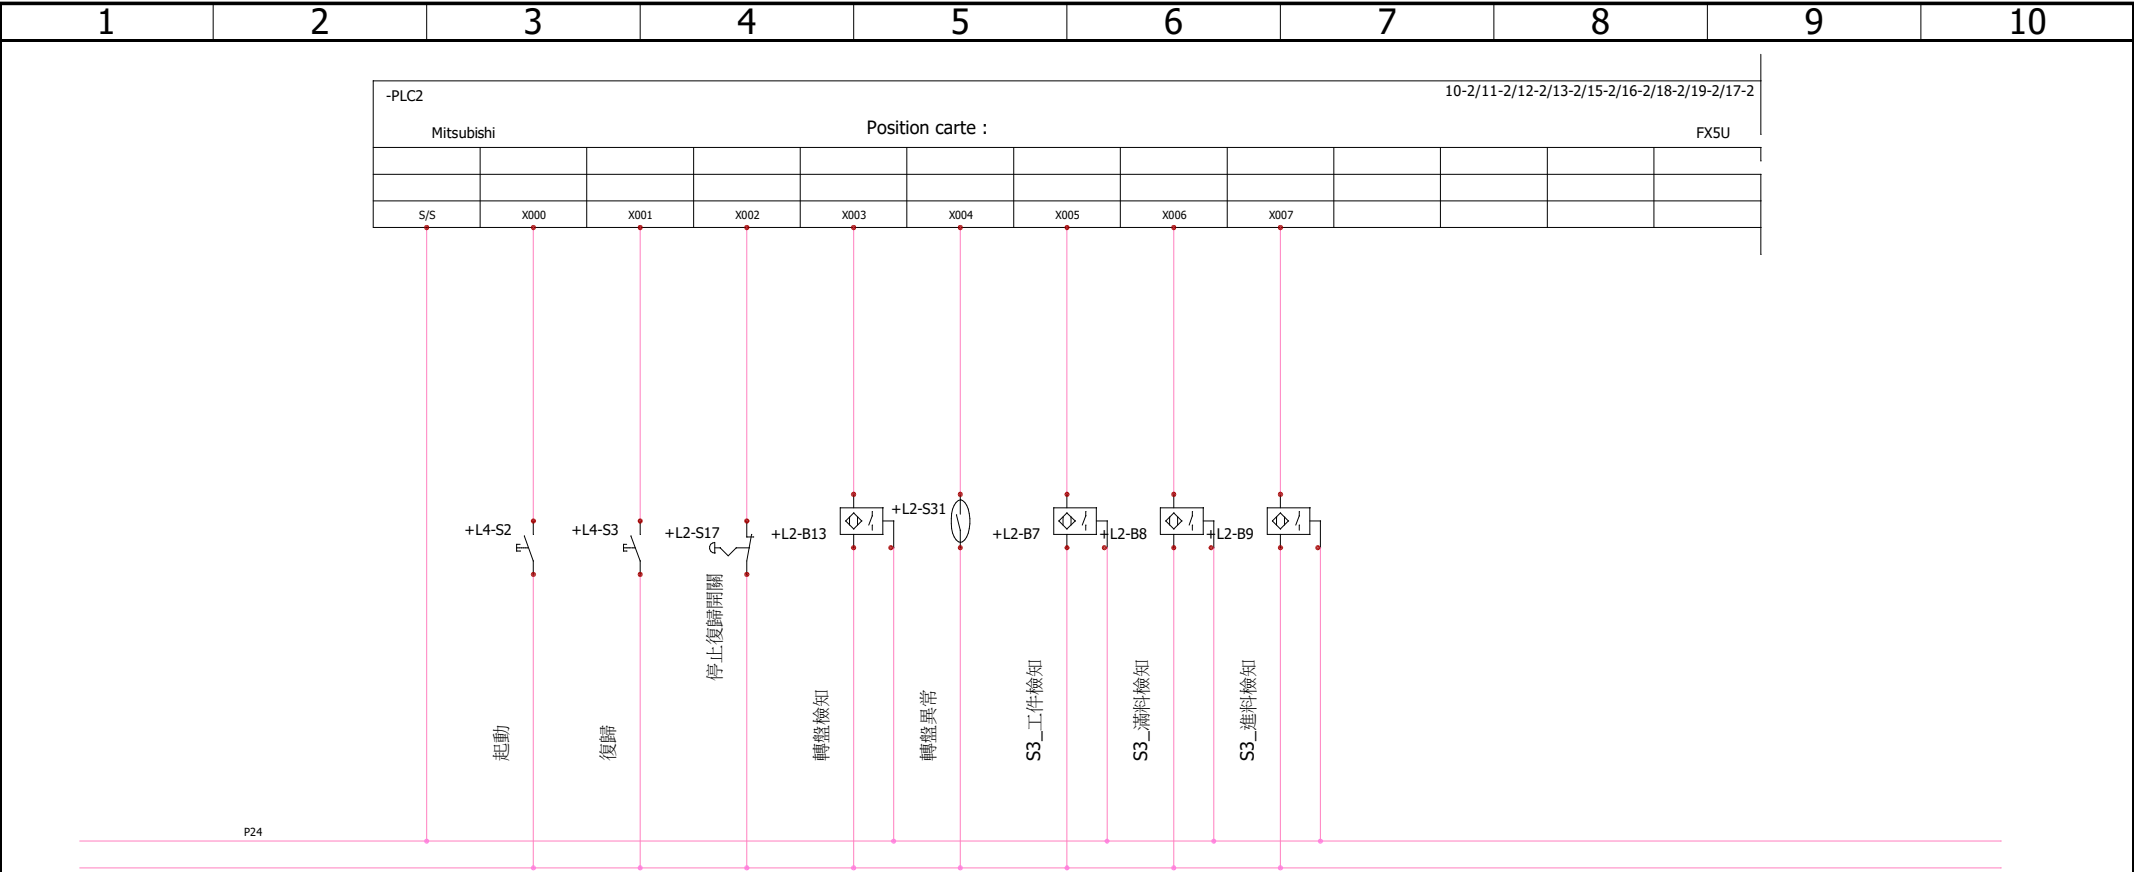 1 2 3 4 5 6 7 8 9 10
-PLC2 10-2/11-2/12-2/13-2/15-2/16-2/18-2/19-2/17-2
Mitsubishi Position carte : FX5U
S/S X000 X001 X002 X003 X004 X005 X006 X007
+L4-S2
+L4-S3
+L2-S17
+L2-B13
+L2-S31
+L2-B7
+L2-B8
+L2-B9
起動
復歸
停止復歸開關
轉盤檢知
轉盤異常
S3_工件檢知
S3_滿料檢知
S3_進料檢知
P24